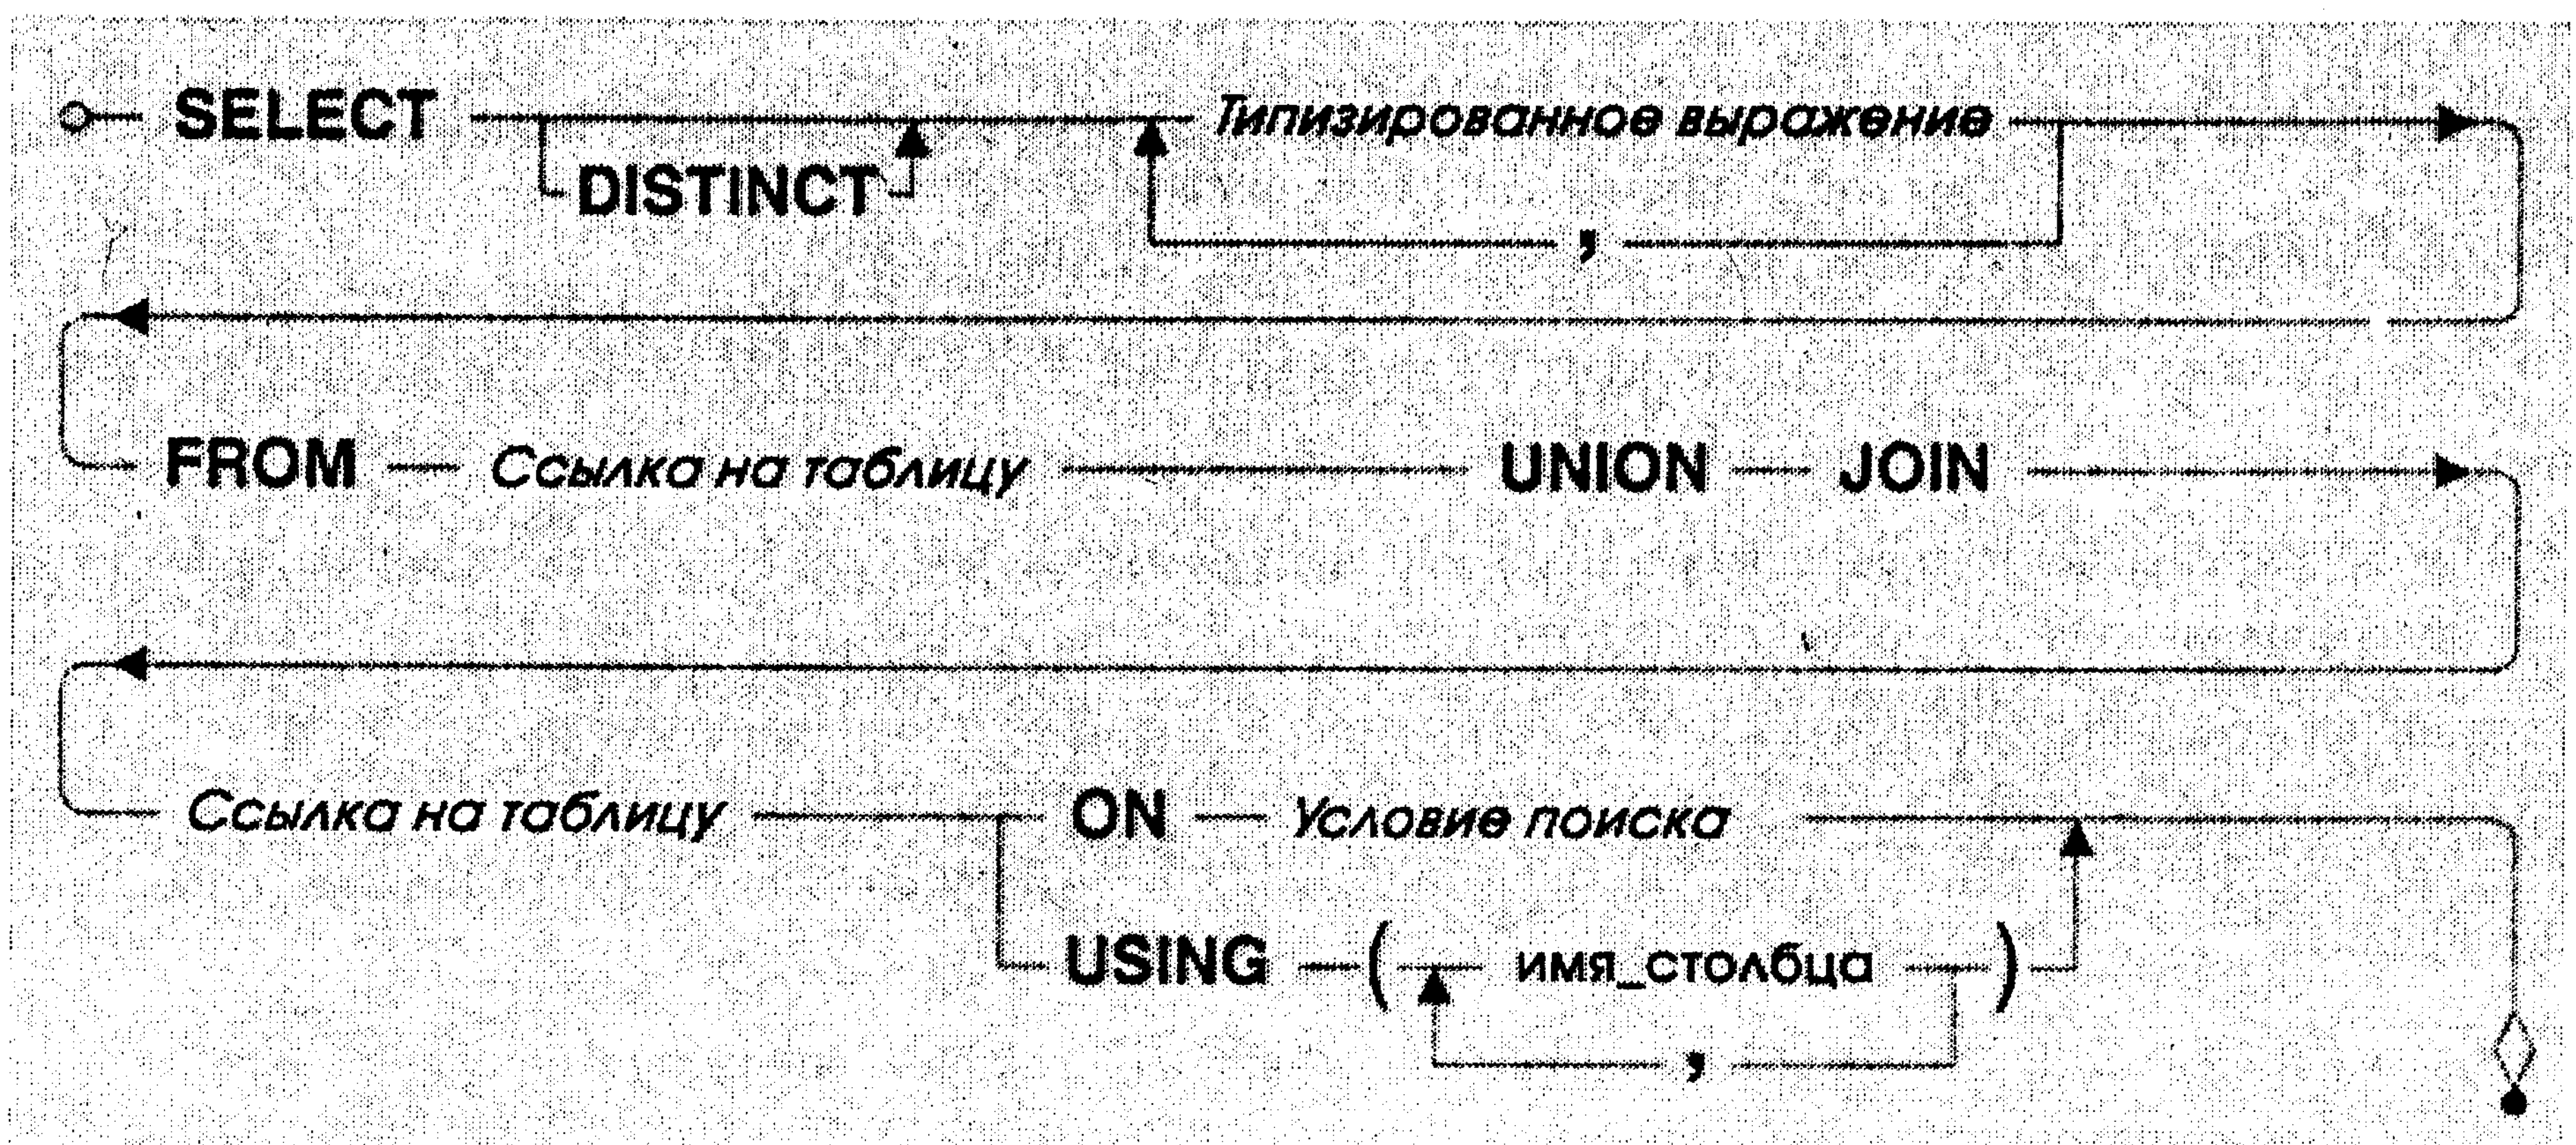 SELECT Типизированное выражение
DISTINCT
,
FROM Ссылка на таблицу UNION JOIN
Ссылка на таблицу ON Условие поиска
USING ( имя_столбца )
,